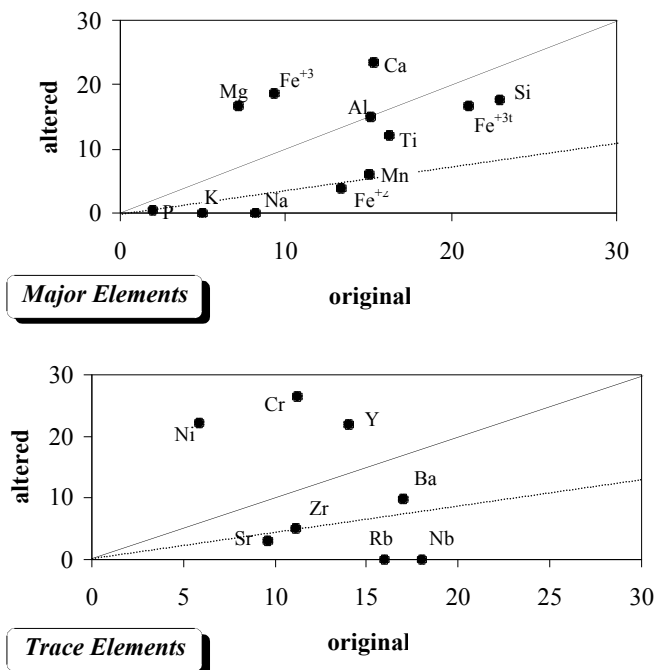 30
Ca
Mg Fe+3
20
Si
altered
Al
Fe+3t
10
Ti
Mn
P K Na Fe+2
0
0 10 20 30
Major Elements
original
30
Cr
Y
Ni
20
altered
Ba
10
Zr
Sr Rb Nb
0
0 5 10 15 20 25 30
Trace Elements
original